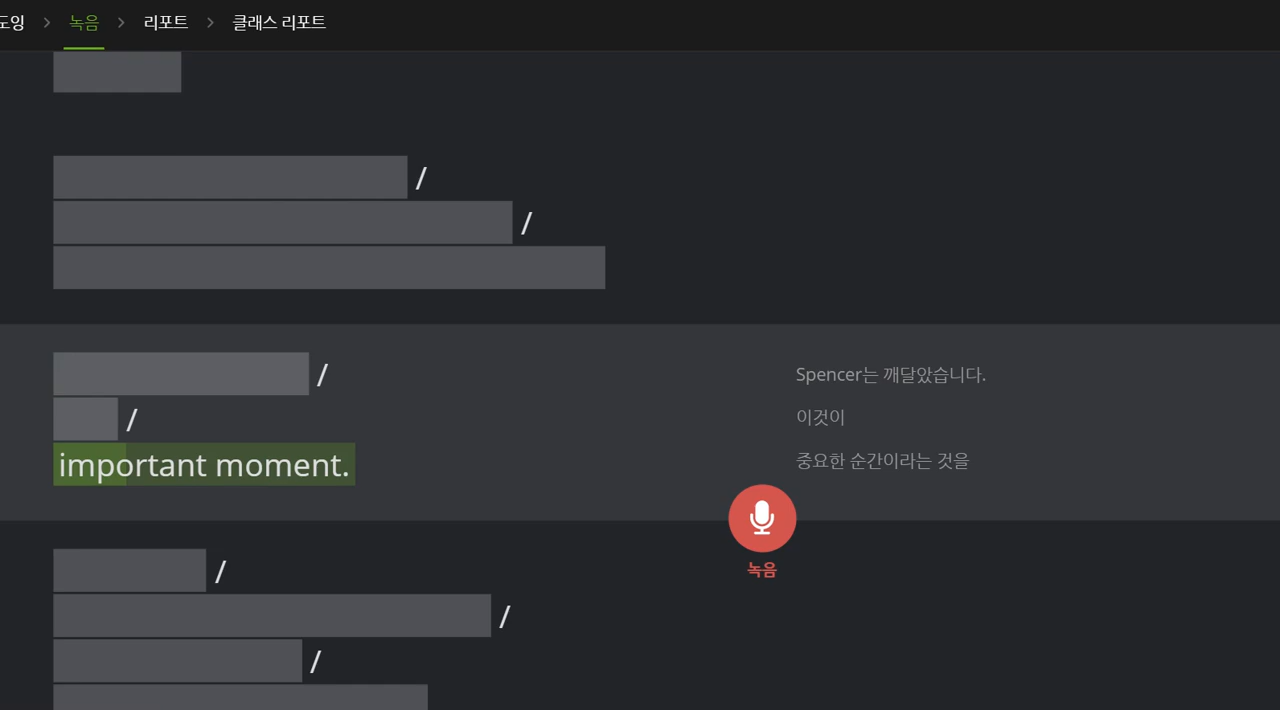 도잉 > 녹음 > 리포트 > 클래스 리포트
/
/
/
Spencer는 깨달았습니다.
/
이것이
important moment.
중요한 순간이라는 것을
녹음
/
/
/